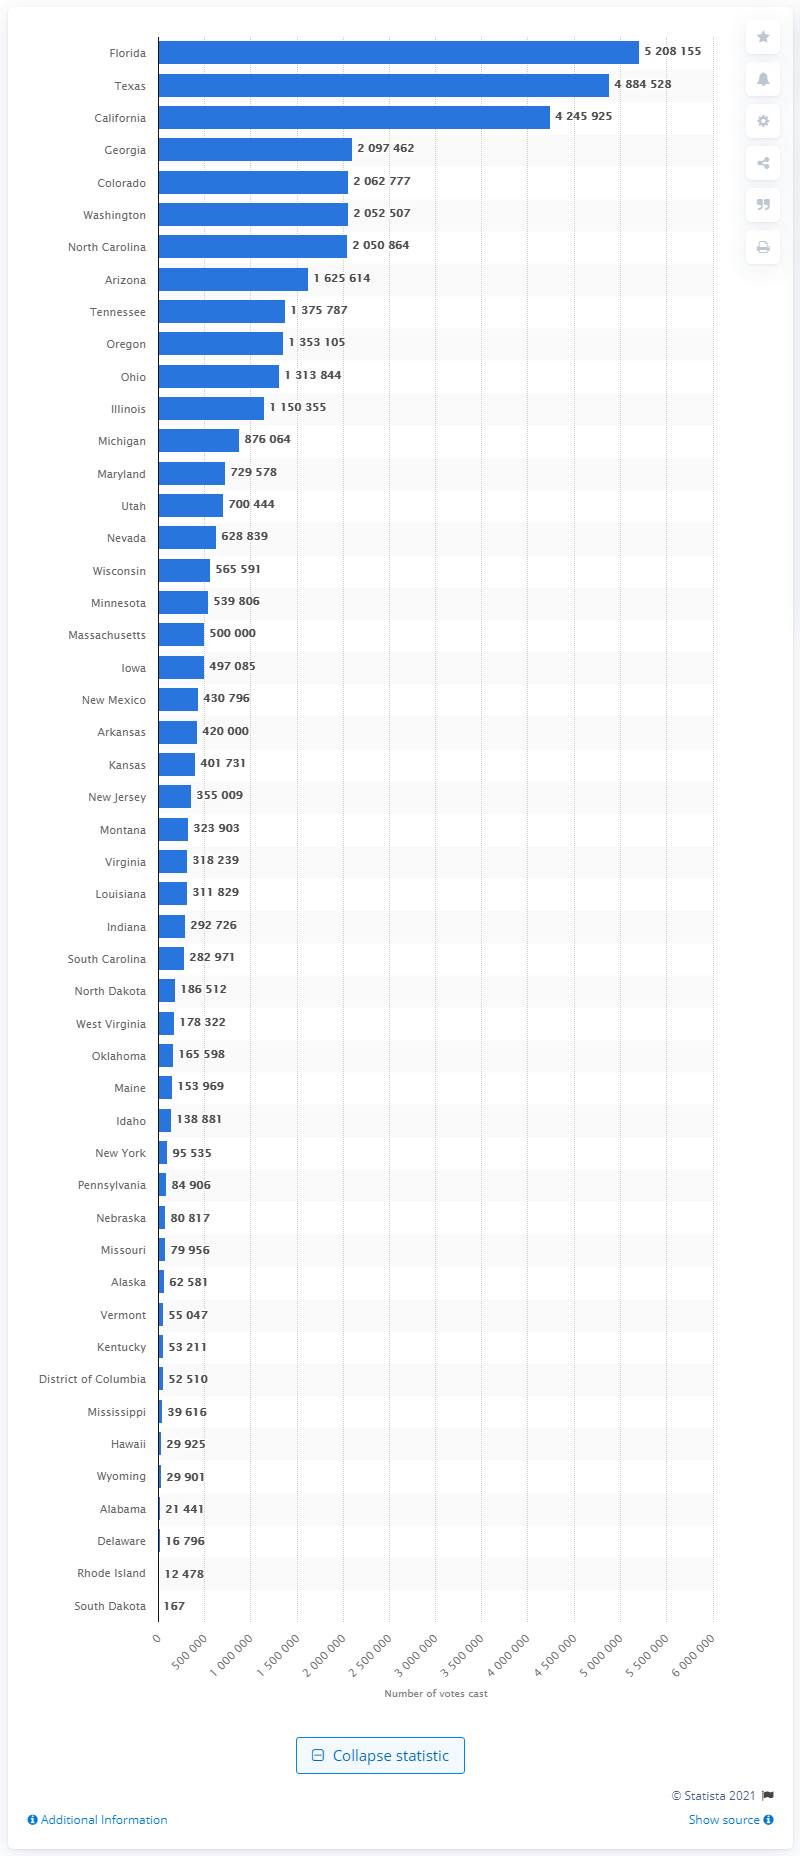 Florida 5 208 155
Texas 4 884 528
California 4 245 925
Georgia 2 097 462
Colorado 2 062 777
Washington 2 052 507
North Carolina 2 050 864
Arizona 1 625 614
Tennessee 1 375 787
Oregon 1 353 105
Ohio 1 313 844
Illinois 1 150 355
Michigan 876 064
Maryland 729 578
Utah 700 444
Nevada 628 839
Wisconsin 565 591
Minnesota 539 806
Massachusetts 500 000
Iowa 497 085
New Mexico 430 796
Arkansas 420 000
Kansas 401 731
New Jersey 355 009
Montana 323 903
Virginia 318 239
Louisiana 311 829
Indiana 292 726
South Carolina 282 971
North Dakota 186 512
West Virginia 178 322
Oklahoma 165 598
Maine 153 969
Idaho 138 881
New York 95 535
Pennsylvania 84 906
Nebraska 80 817
Missouri 79 956
Alaska 62 581
Vermont 55 047
Kentucky 53 211
District of Columbia 52 510
Mississippi 39 616
Hawaii 29 925
Wyoming 29 901
Alabama 21 441
Delaware 16 796
Rhode Island 12 478
South Dakota 167
0 500 000 1 000 000 1 500 000 2 000 000 2 500 000 3 000 000 3 500 000 4 000 000 4 500 000 5 000 000 5 500 000 6 000 000
Number of votes cast
Collapse statistic
© Statista 2021
Additional Information Show source